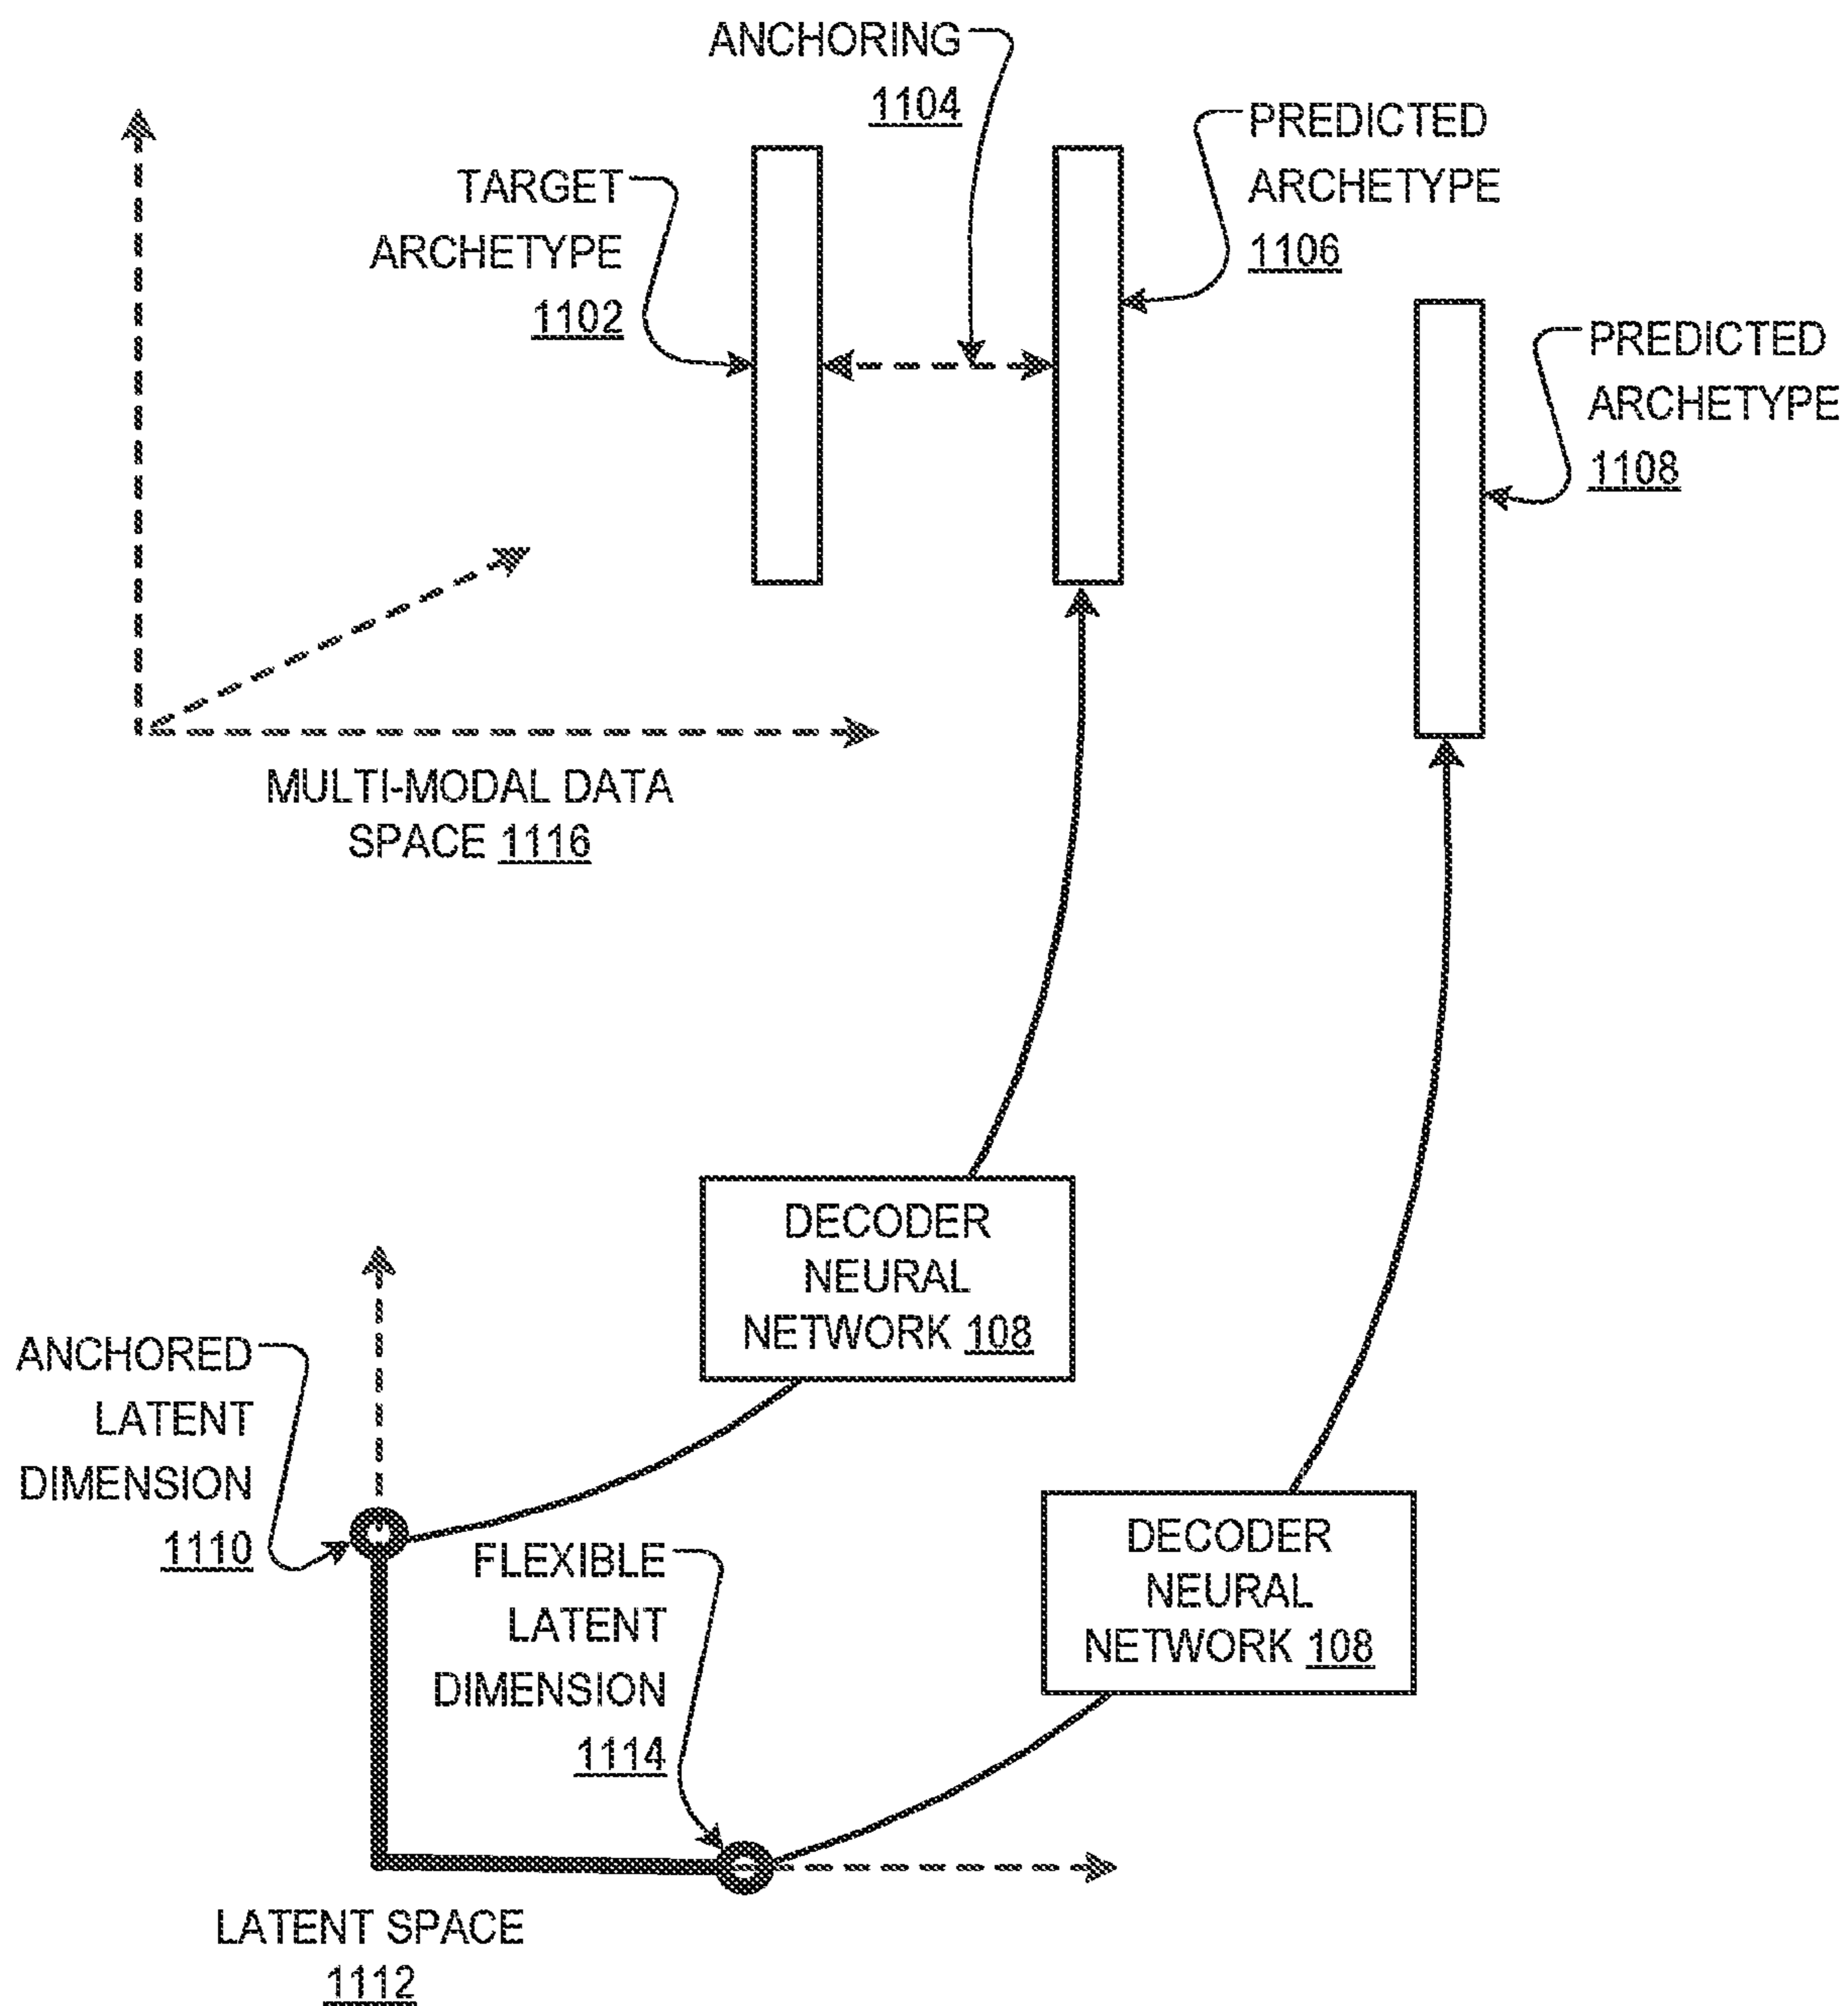 ANCHORING
1104
PREDICTED
ARCHETYPE
1106
TARGET
ARCHETYPE
1102
PREDICTED
ARCHETYPE
1108
MULTI-MODAL DATA
SPACE 1116
DECODER
NEURAL
NETWORK 108
ANCHORED
LATENT
DIMENSION
1110
FLEXIBLE
LATENT
DIMENSION
1114
DECODER
NEURAL
NETWORK 108
LATENT SPACE
1112